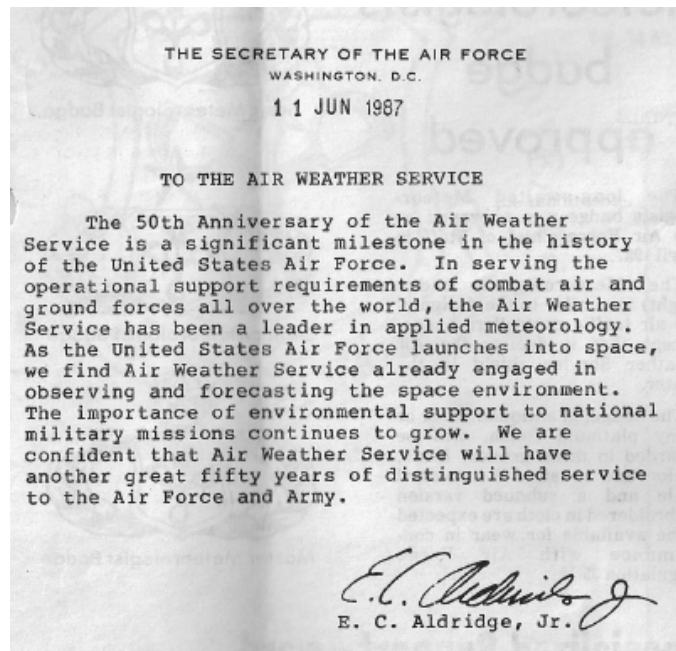 THE SECRETARY OF THE AIR FORCE
WASHINGTON, D.C.
11 JUN 1987
TO THE AIR WEATHER SERVICE
The 50th Anniversary of the Air Weather
Service is a significant milestone in the history
of the United States Air Force. In serving the
operational support requirements of combat air and
ground forces all over the world, the Air Weather
Service has been a leader in applied meteorology.
As the United States Air Force launches into space,
we find Air Weather Service already engaged in
observing and forecasting the space environment.
The importance of environmental support to national
military missions continues to grow. We are
confident that Air Weather Service will have
another great fifty years of distinguished service
to the Air Force and Army.
E. C. Aldridge Jr
E. C. Aldridge, Jr.